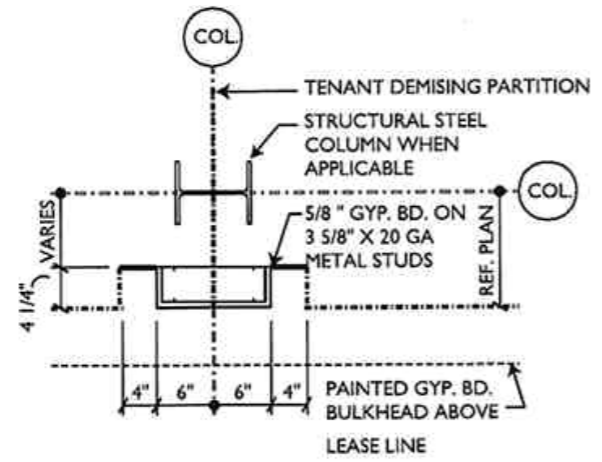 COL.
TENANT DEMISING PARTITION
STRUCTURAL STEEL
COLUMN WHEN
APPLICABLE
COL.
5/8 " GYP. BD. ON
3 5/8" X 20 GA
METAL STUDS
VARIES
4 1/4"
REF. PLAN
4"
6"
6"
4"
PAINTED GYP. BD.
BULKHEAD ABOVE
LEASE LINE